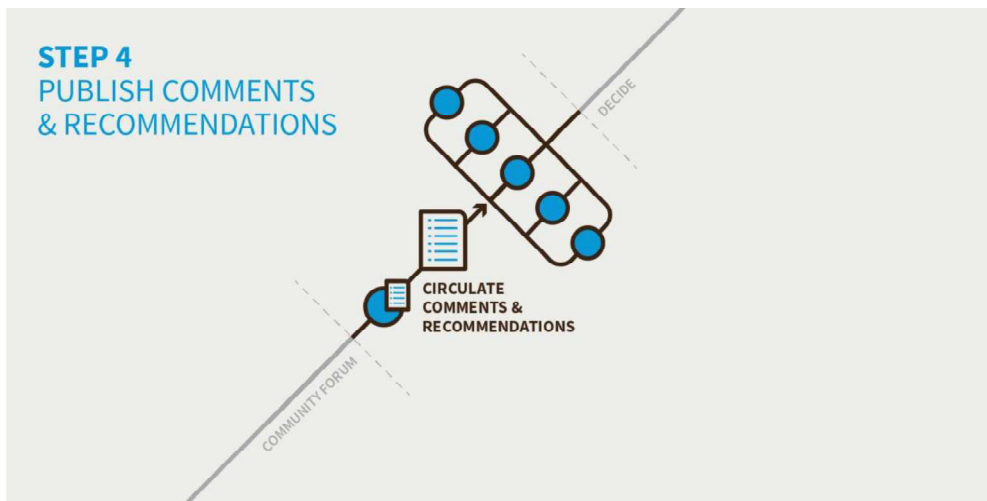 STEP 4
PUBLISH COMMENTS
& RECOMMENDATIONS
DECIDE
CIRCULATE
COMMENTS &
RECOMMENDATIONS
COMMUNITY FORUM